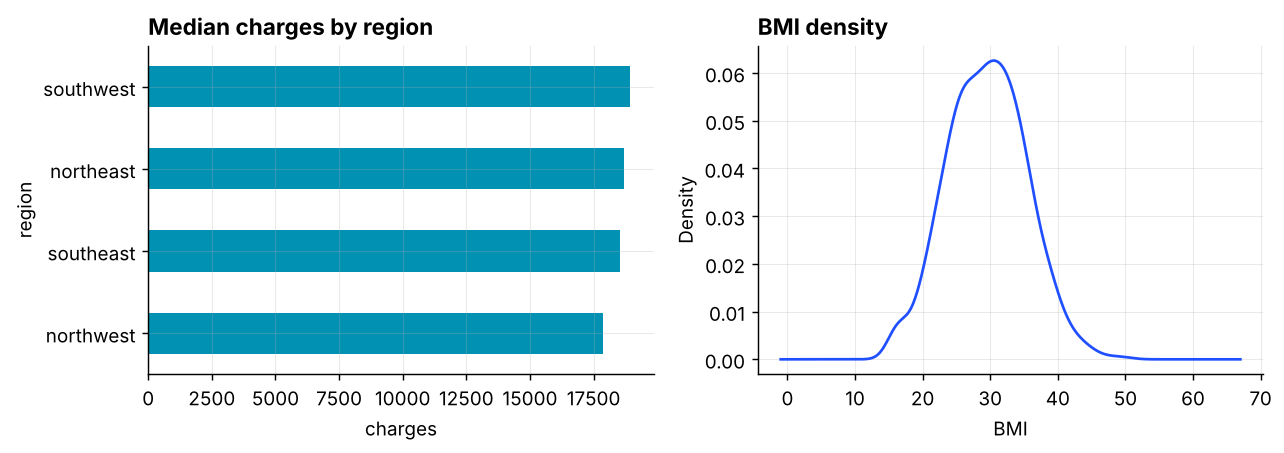 Median charges by region
southwest
northeast
southeast
northwest
region
0 2500 5000 7500 10000 12500 15000 17500
charges
BMI density
0.06
0.05
0.04
0.03
0.02
0.01
0.00
Density
0 10 20 30 40 50 60 70
BMI